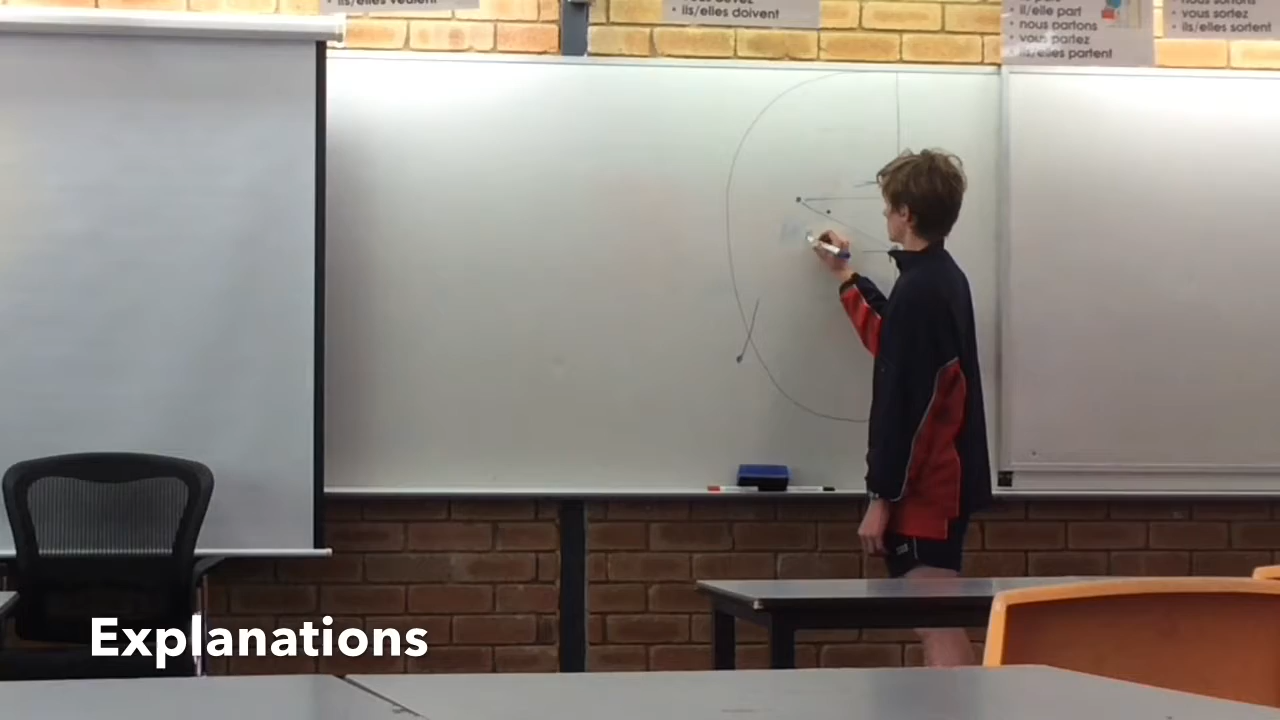 • ils/elles veulent
• ils/elles doivent
• il/elle part
• nous partons
• vous partez
• ils/elles partent
• vous sortez
• ils/elles sortent
Explanations